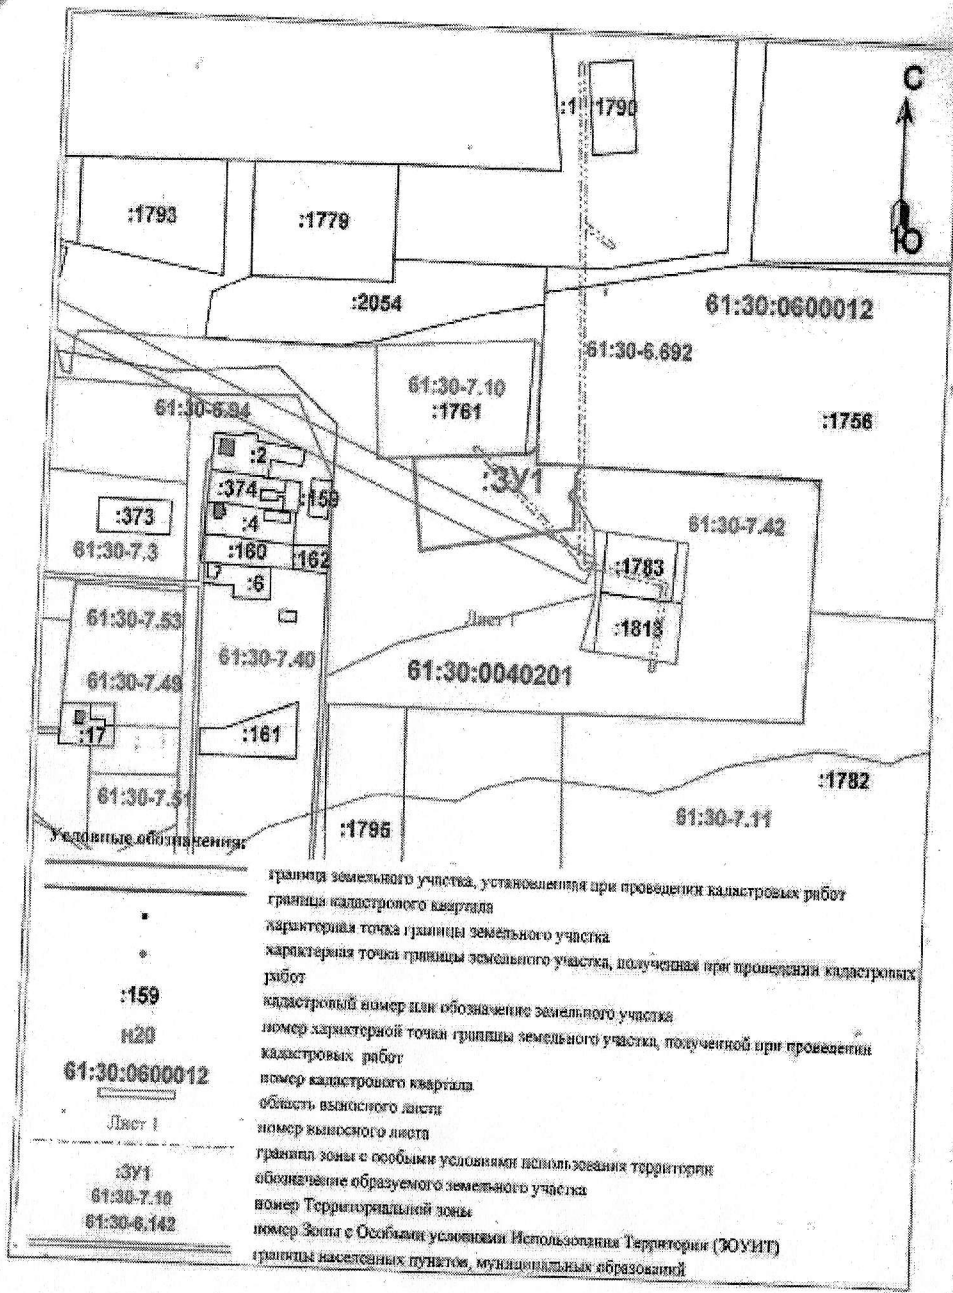 С
:1
:1790
:1793
:1779
Ю
:2054
61:30:0600012
61:30-6.692
61:30-7.10
:1761
61:30-6.94
:1756
:2
:ЗУ1
:374
:159
61:30-7.42
:373
:4
61:30-7.3
:160
:162
:1783
:6
61:30-7.53
Лист 1
:1813
61:30-7.40
61:30:0040201
61:30-7.49
:17
:161
:1782
61:30-7.51
61:30-7.11
:1795
Условные обозначения:
граница земельного участка, установленная при проведении кадастровых работ
граница кадастрового квартала
характерная точка границы земельного участка
характерная точка границы земельного участка, полученная при проведении кадастровых
работ
:159 кадастровый номер или обозначение земельного участка
н20 номер характерной точки границы земельного участка, полученной при проведении
кадастровых работ
61:30:0600012 номер кадастрового квартала
область выносного листа
Лист 1 номер выносного листа
граница зоны с особыми условиями использования территории
:ЗУ1 обозначение образуемого земельного участка
61:30-7.10 номер Территориальной зоны
61:30-6.142 номер Зоны с Особыми условиями Использования Территории (ЗОУИТ)
границы населенных пунктов, муниципальных образований